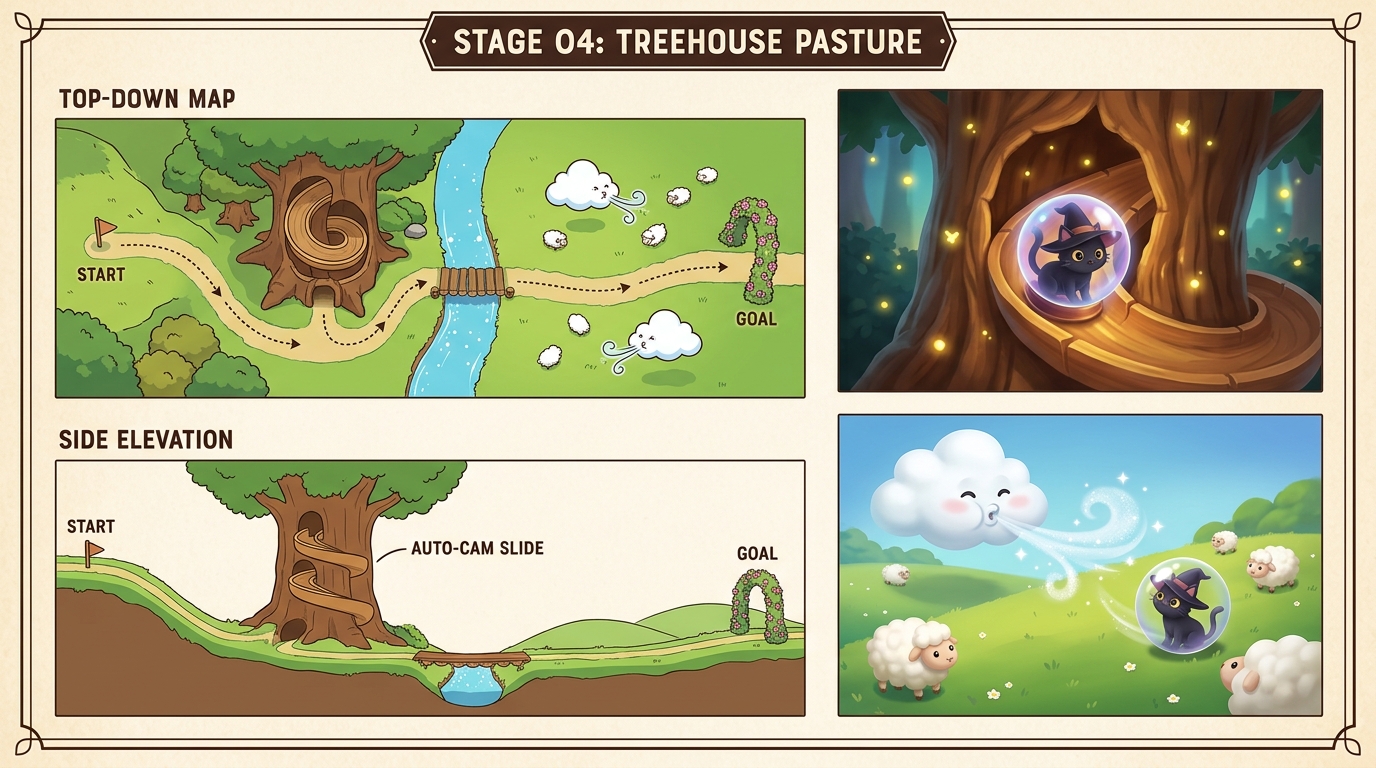 STAGE 04: TREEHOUSE PASTURE
TOP-DOWN MAP
START
GOAL
SIDE ELEVATION
START
AUTO-CAM SLIDE
GOAL